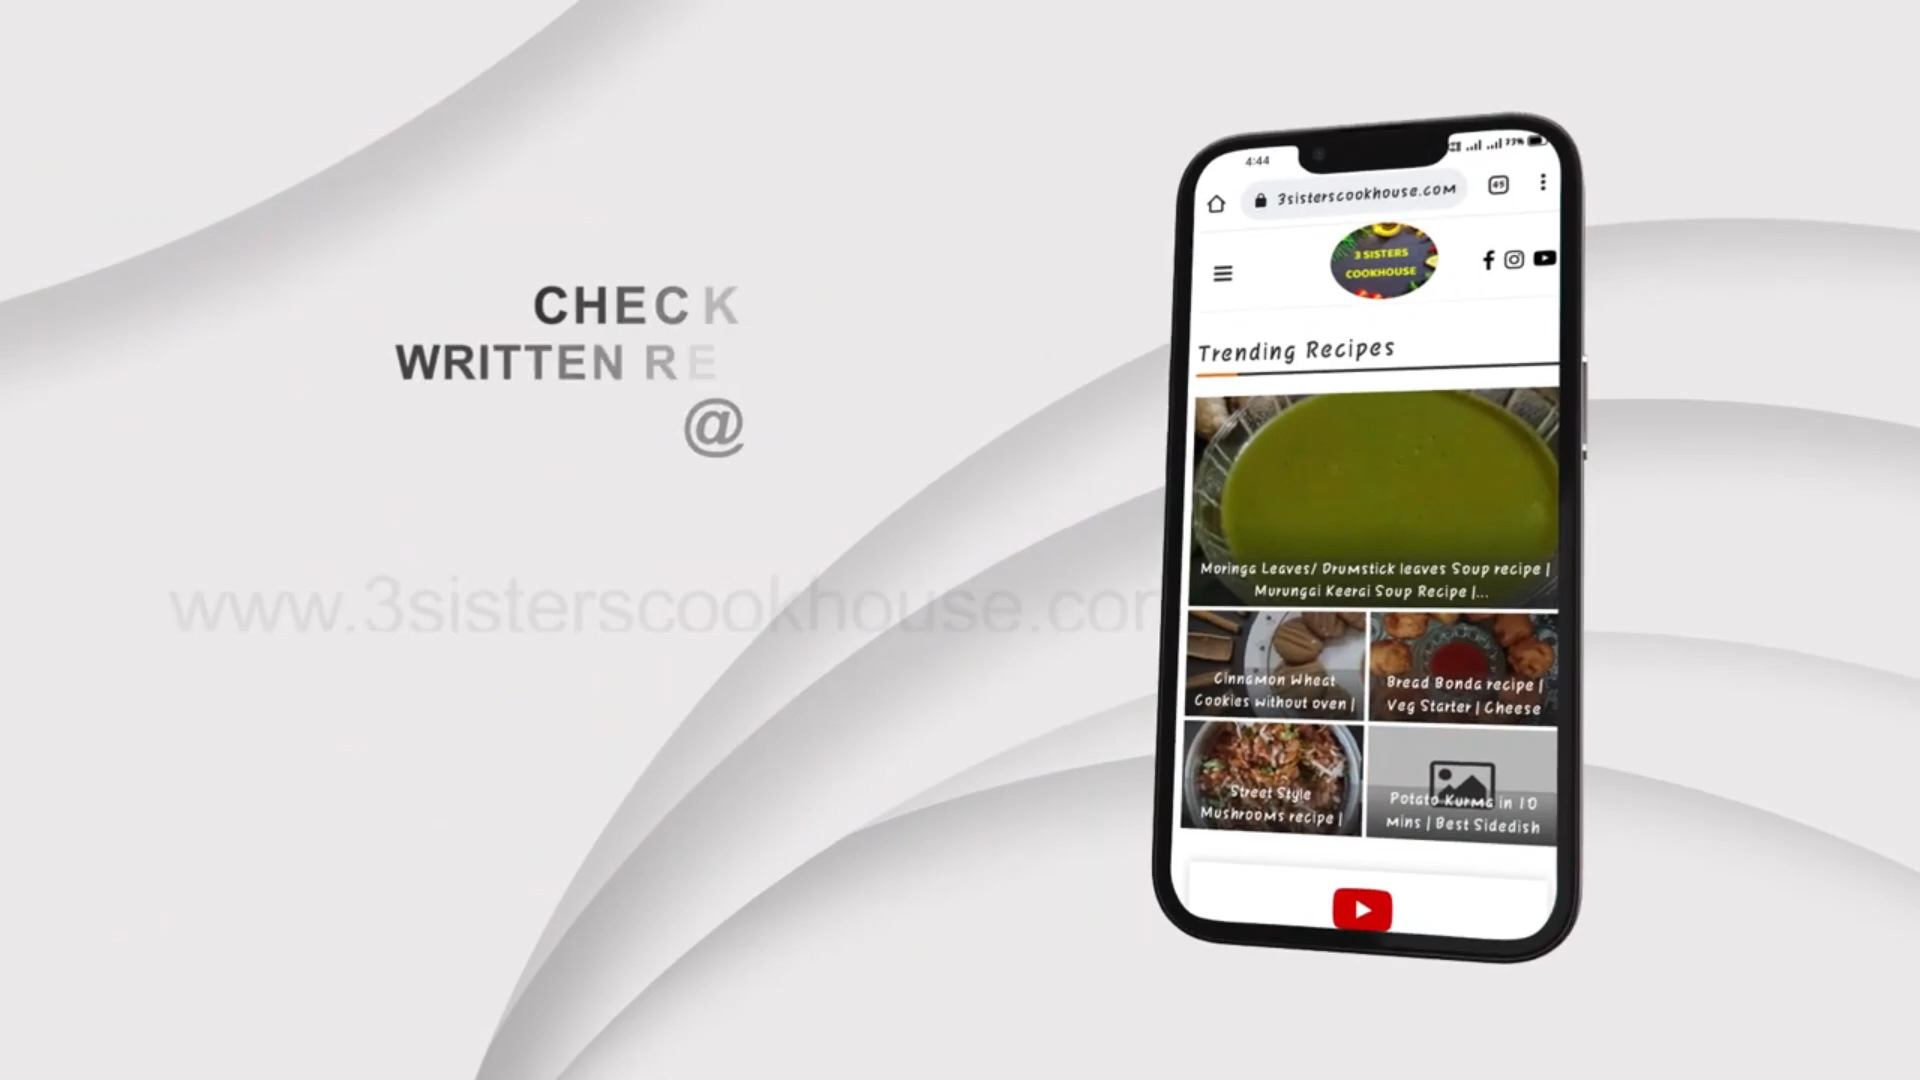 CHECK
WRITTEN RE
@
www.3sisterscookhouse.com
4:44
77%
3sisterscookhouse.com
45
3 SISTERS
COOKHOUSE
Trending Recipes
Moringa Leaves/ Drumstick leaves Soup recipe |
Murungai Keerai Soup Recipe |...
Cinnamon Wheat
Cookies without oven |
Bread Bonda recipe |
Veg Starter | Cheese
Street Style
Mushrooms recipe |
Potato Kurma in 10
mins | Best Sidedish